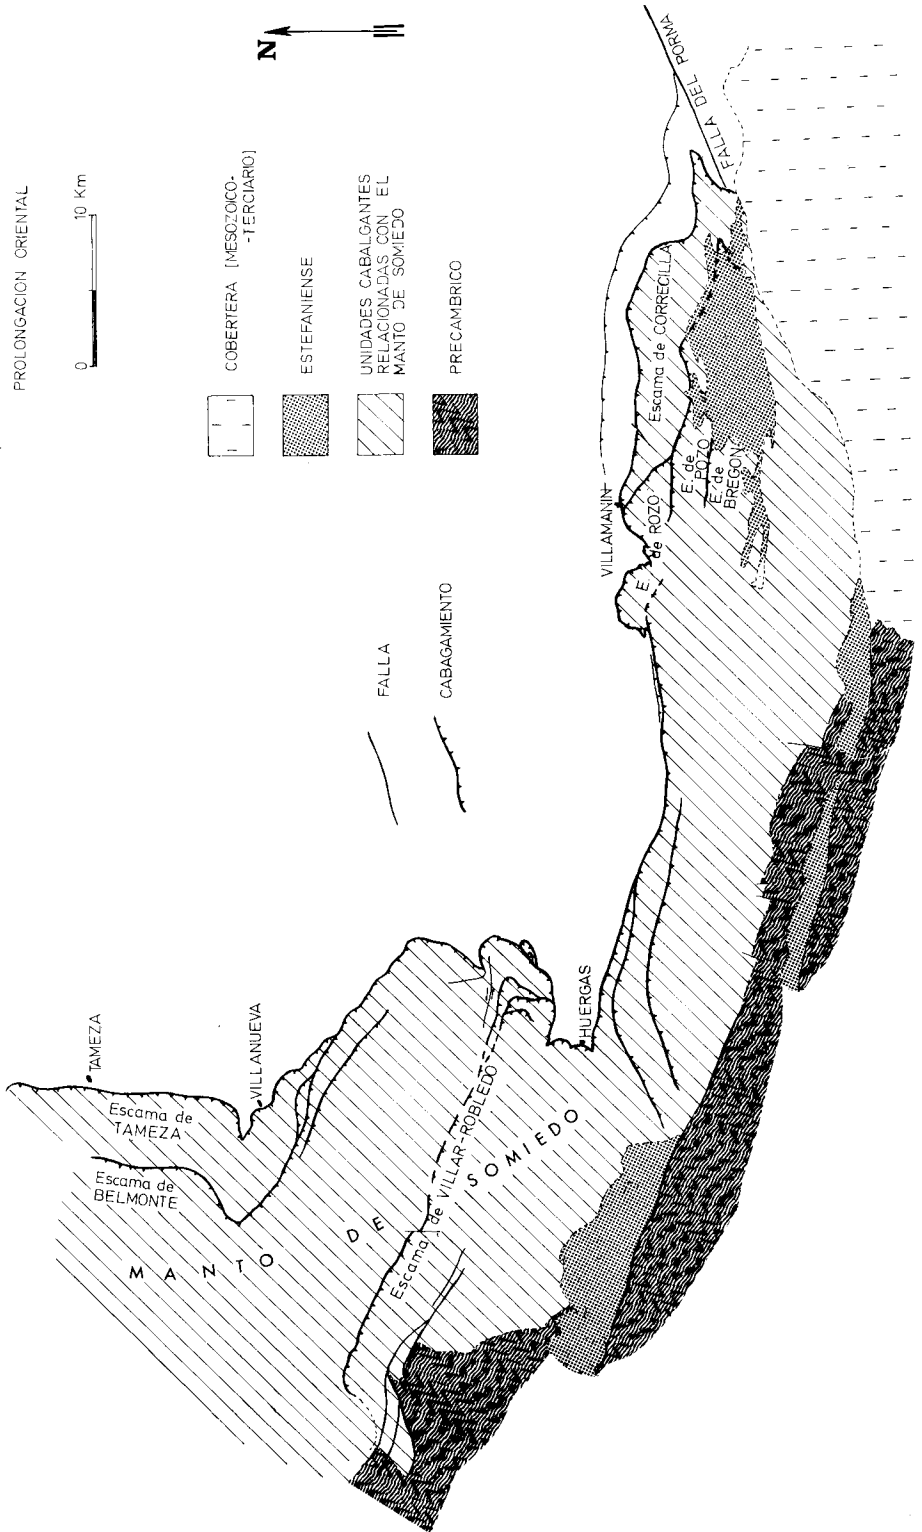 PROLONGACION ORIENTAL
0
10 Km
N
COBERTERA [MESOZOICO-
-TERCIARIO]
ESTEFANIENSE
UNIDADES CABALGANTES
RELACIONADAS CON EL
MANTO DE SOMIEDO
PRECAMBRICO
FALLA
CABAGAMIENTO
TAMEZA
Escama de
TAMEZA
VILLANUEVA
Escama de
BELMONTE
MANTO DE SOMIEDO
Escama de VILLAR-ROBLEDO
HUERGAS
VILLAMANIN
E. de ROZO
Escama de CORRECILLA
E. de
POZO
E. de
BREGON
FALLA DEL PORMA